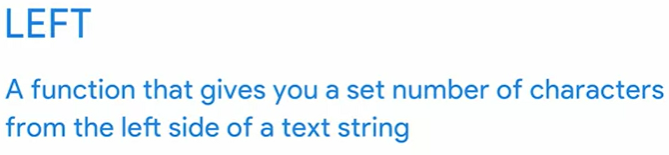 LEFT
A function that gives you a set number of characters
from the left side of a text string